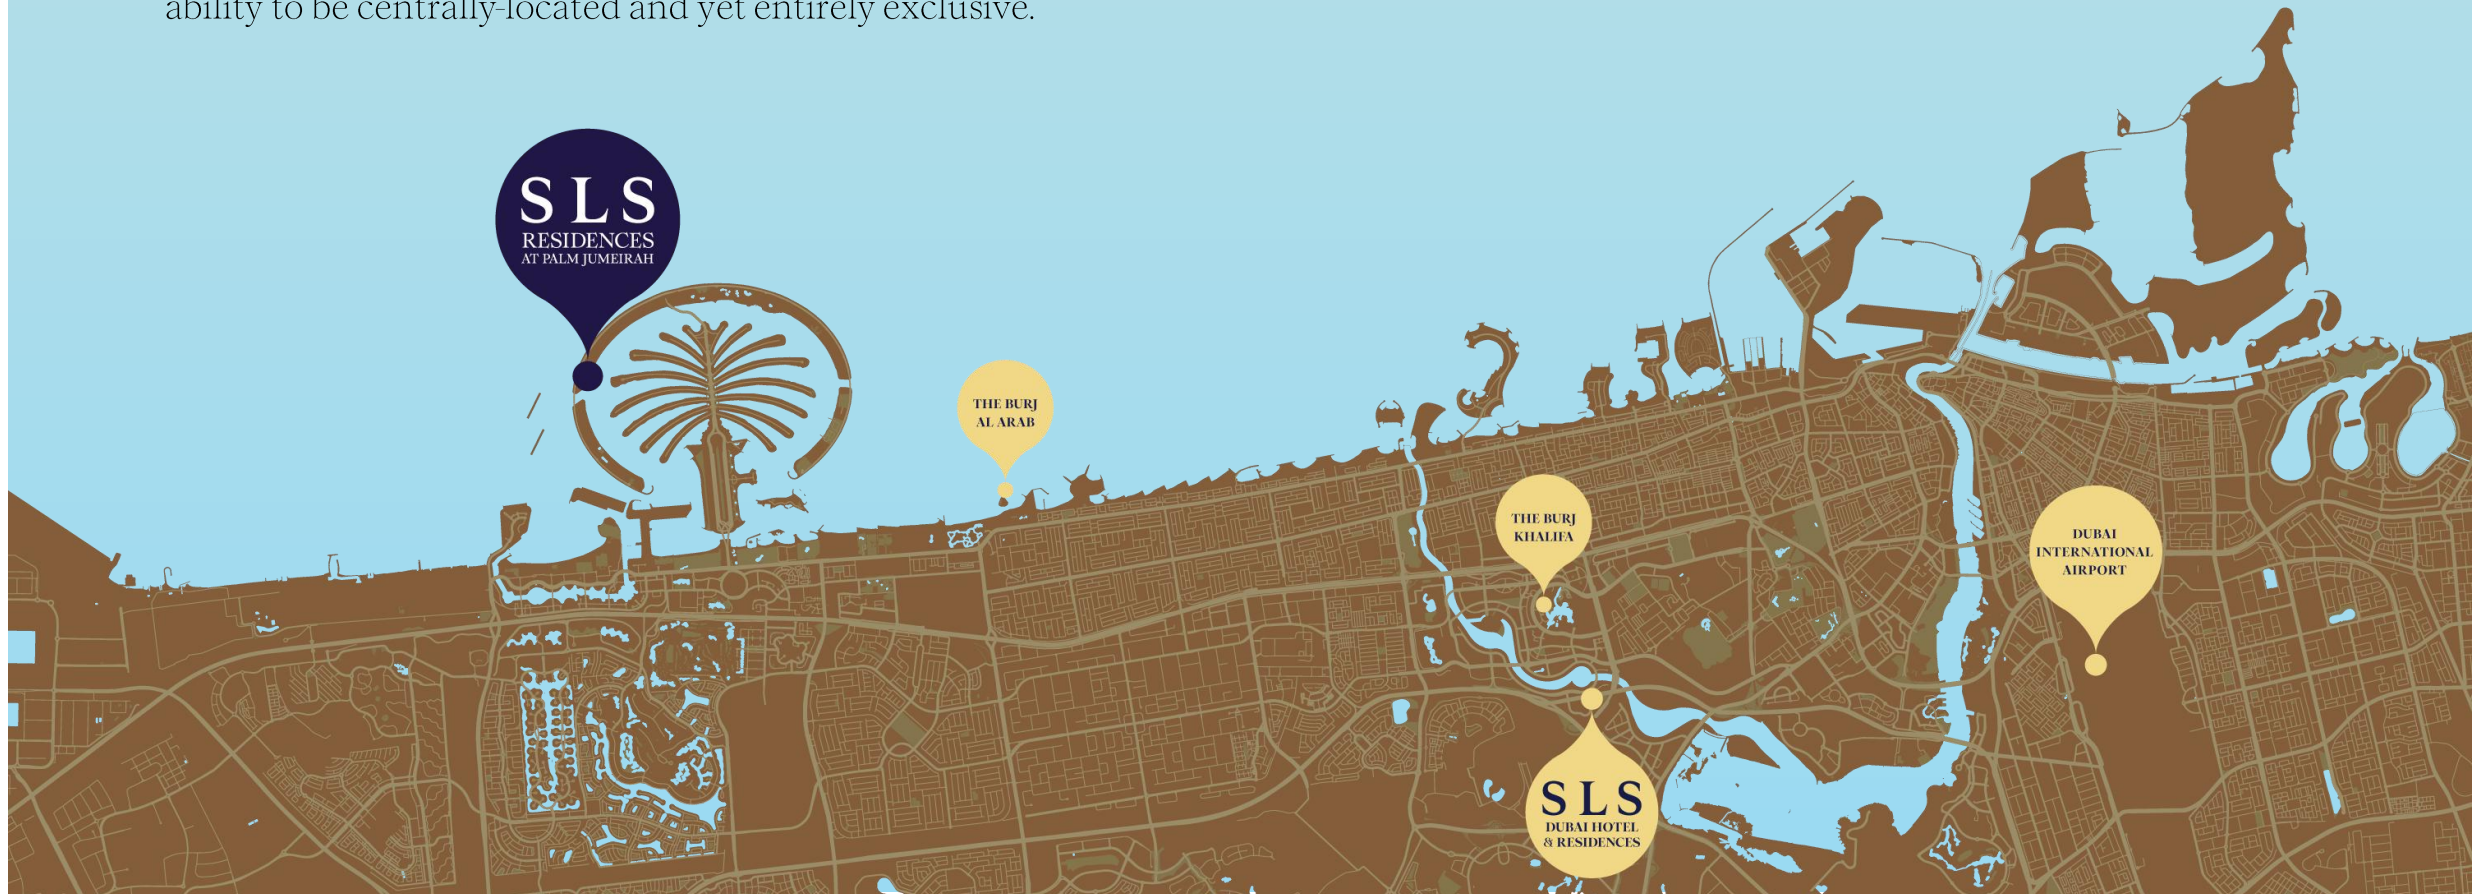 ability to be centrally-located and yet entirely exclusive.
SLS
RESIDENCES
AT PALM JUMEIRAH
THE BURJ
AL ARAB
THE BURJ
KHALIFA
DUBAI
INTERNATIONAL
AIRPORT
SLS
DUBAI HOTEL
& RESIDENCES